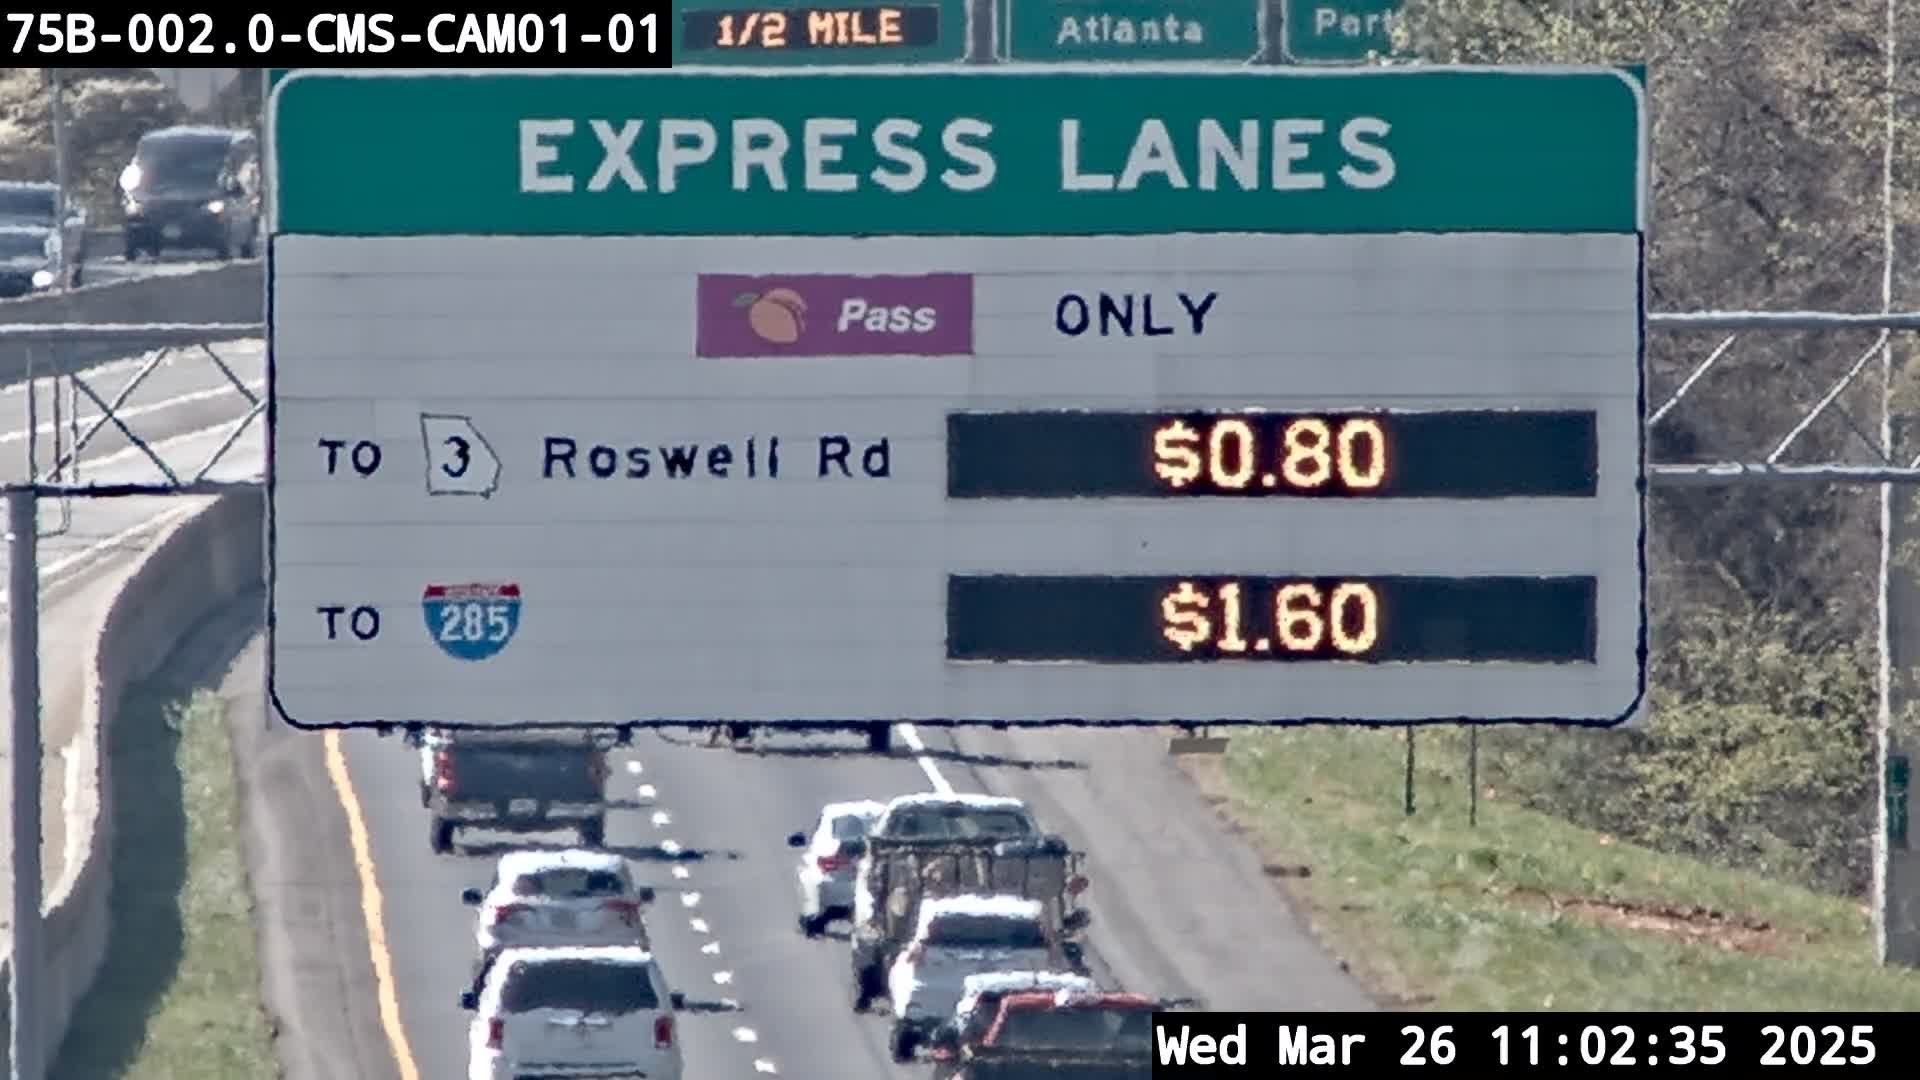 75B-002.0-CMS-CAM01-01
1/2 MILE
Atlanta
EXPRESS LANES
Pass ONLY
TO 3 Roswell Rd $0.80
TO 285 $1.60
Wed Mar 26 11:02:35 2025